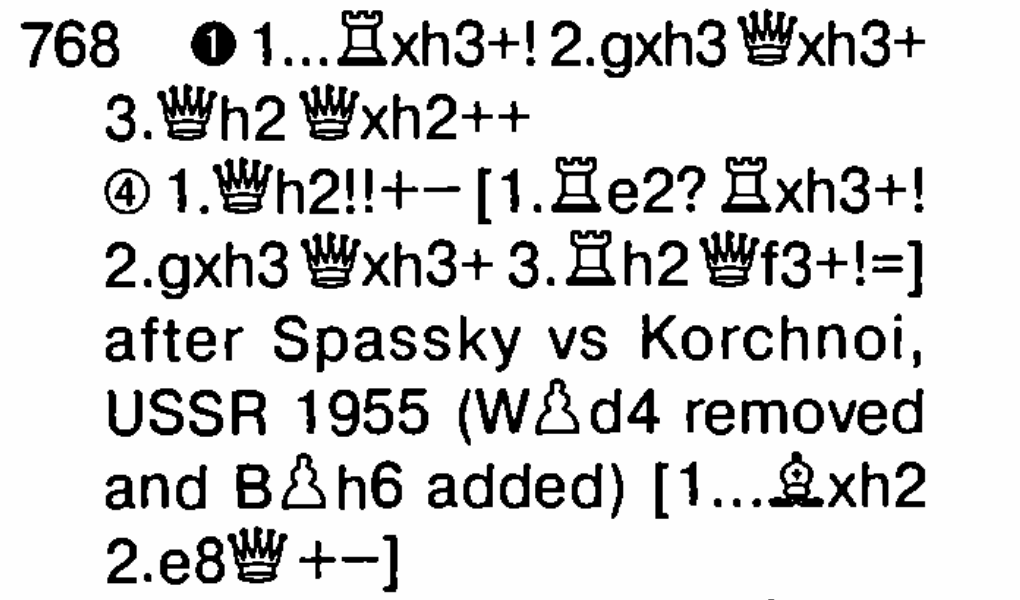 768 ❶ 1...♖xh3+! 2.gxh3 ♕xh3+
3.♕h2 ♕xh2++
④ 1.♕h2!!+− [1.♖e2? ♖xh3+!
2.gxh3 ♕xh3+ 3.♖h2 ♕f3+!=]
after Spassky vs Korchnoi,
USSR 1955 (W♙d4 removed
and B♙h6 added) [1...♗xh2
2.e8♕ +−]